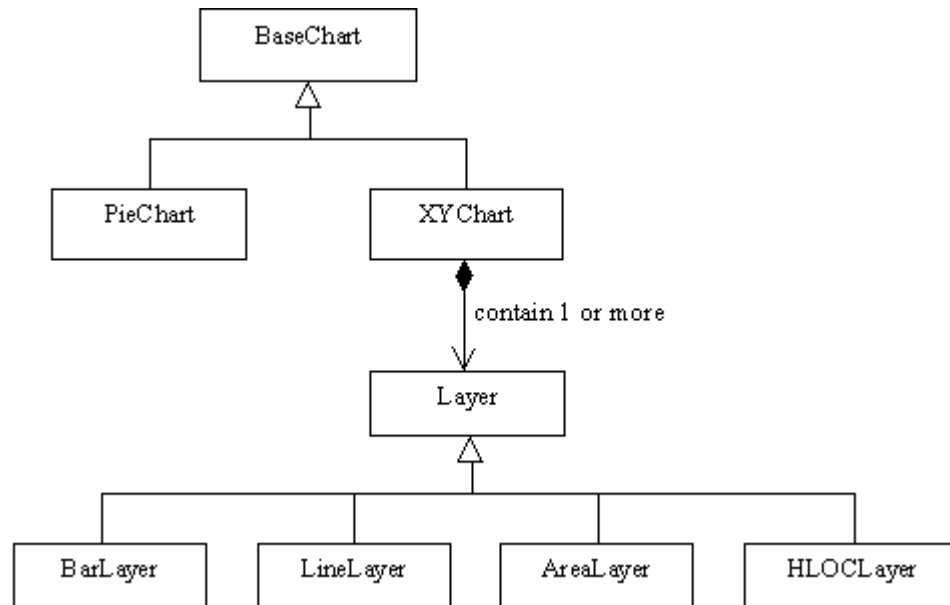 BaseChart
PieChart
XYChart
contain 1 or more
Layer
BarLayer
LineLayer
AreaLayer
HLOCLayer